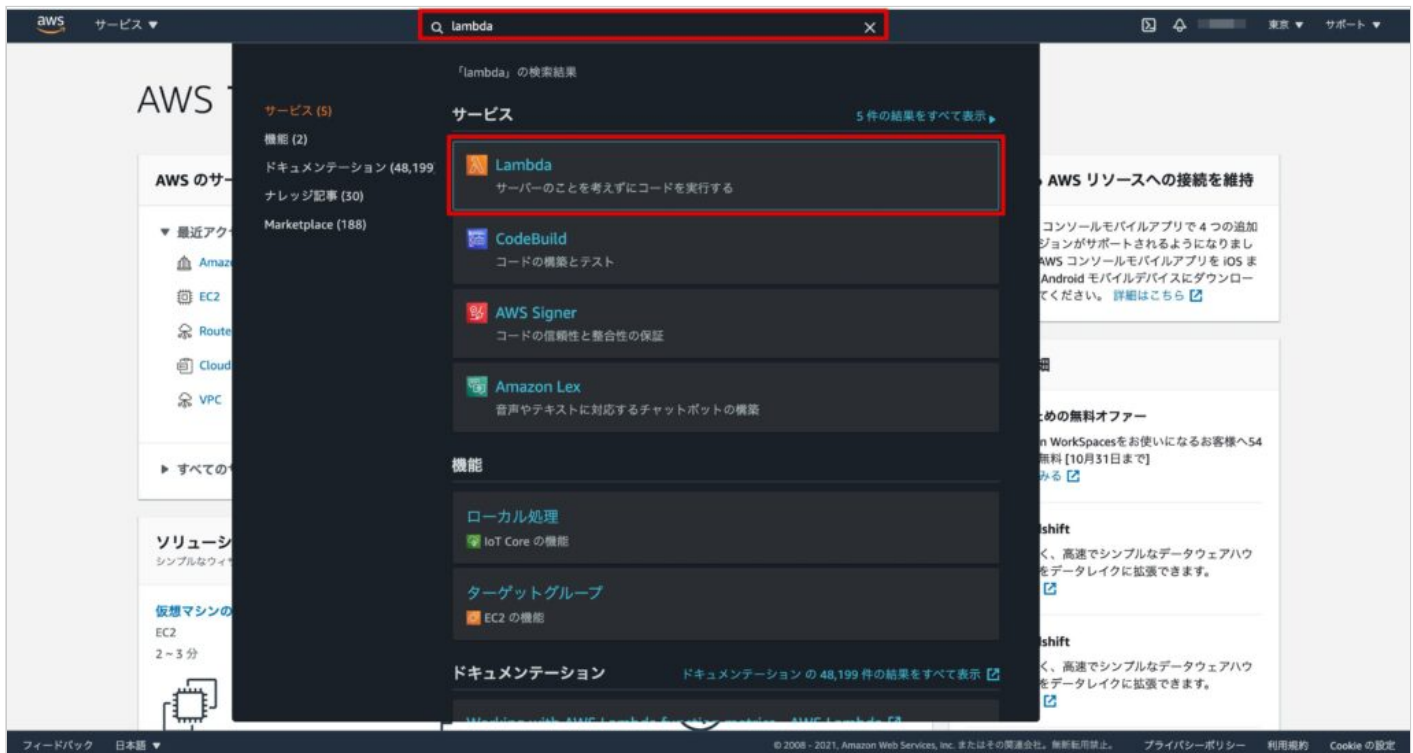 aws サービス ▼ lambda 東京 ▼ サポート ▼
「lambda」の検索結果
サービス (5)
機能 (2)
ドキュメンテーション (48,199)
ナレッジ記事 (30)
Marketplace (188)
サービス
5 件の結果をすべて表示
Lambda
サーバーのことを考えずにコードを実行する
CodeBuild
コードの構築とテスト
AWS Signer
コードの信頼性と整合性の保証
Amazon Lex
音声やテキストに対応するチャットボットの構築
機能
ローカル処理
IoT Core の機能
ターゲットグループ
EC2 の機能
ドキュメンテーション
ドキュメンテーション の 48,199 件の結果をすべて表示
Working with AWS Lambda function metrics - AWS Lambda
AWS
AWS のサー
▼ 最近アク
Amaz
EC2
Route
Cloud
VPC
▶ すべての
ソリューシ
シンプルなウィ
仮想マシンの
EC2
2～3 分
AWS リソースへの接続を維持
コンソールモバイルアプリで 4 つの追加
ジョンがサポートされるようになりまし
AWS コンソールモバイルアプリを iOS ま
Android モバイルデバイスにダウンロー
てください。 詳細はこちら
ための無料オファー
n WorkSpacesをお使いになるお客様へ54
無料 [10月31日まで]
みる
dshift
く、高速でシンプルなデータウェアハウ
をデータレイクに拡張できます。
dshift
く、高速でシンプルなデータウェアハウ
をデータレイクに拡張できます。
フィードバック 日本語 ▼ © 2008 - 2021, Amazon Web Services, Inc. またはその関連会社。無断転用禁止。 プライバシーポリシー 利用規約 Cookie の設定